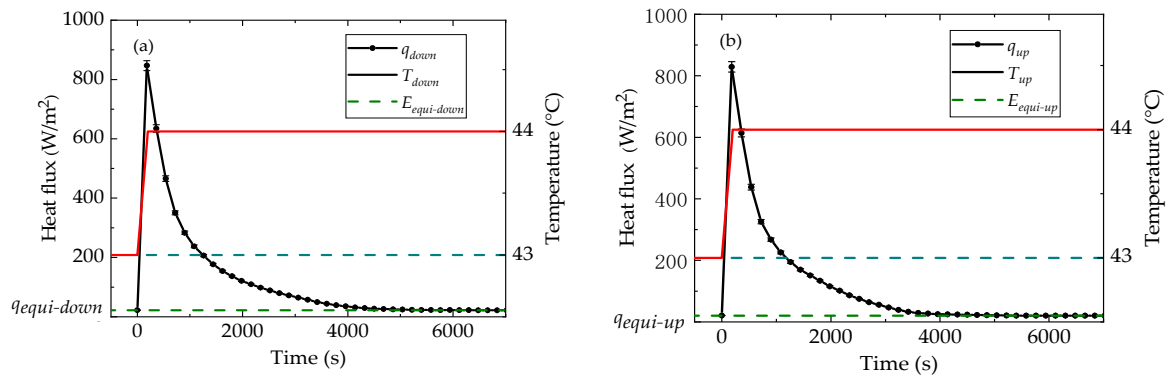 (a)
q_down
T_down
E_equi-down
1000
800
600
400
200
q_equi-down
Heat flux (W/m²)
44
43
Temperature (°C)
0 2000 4000 6000
Time (s)
(b)
q_up
T_up
E_equi-up
1000
800
600
400
200
q_equi-up
Heat flux (W/m²)
44
43
Temperature (°C)
0 2000 4000 6000
Time (s)